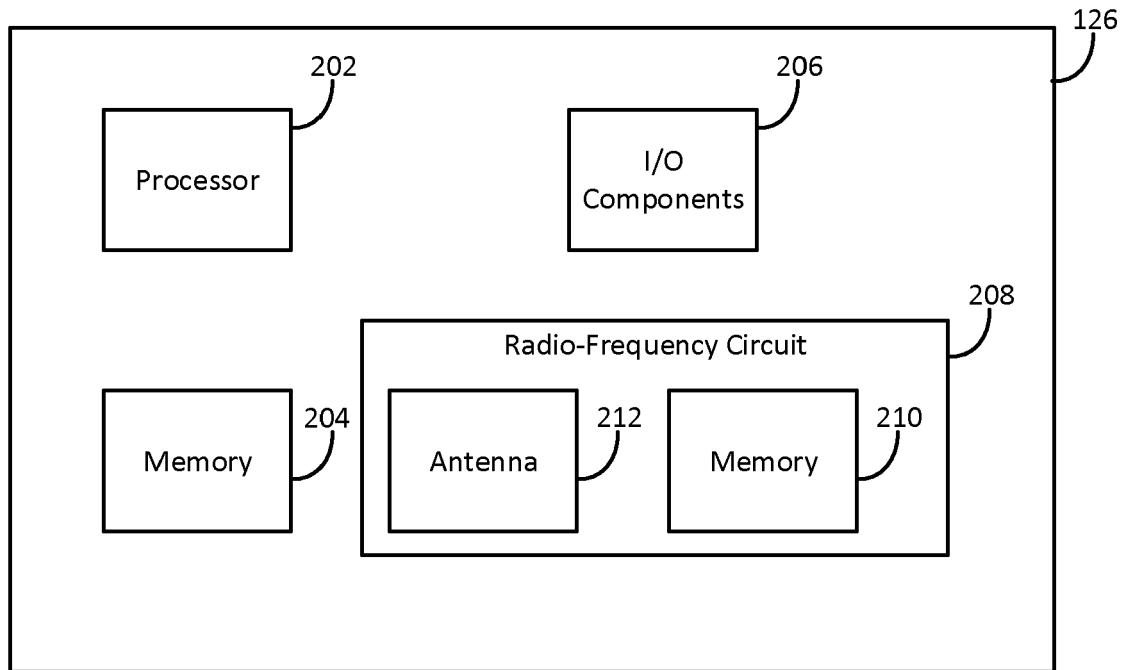 126
202
206
Processor
I/O
Components
208
Radio-Frequency Circuit
204
212
210
Memory
Antenna
Memory